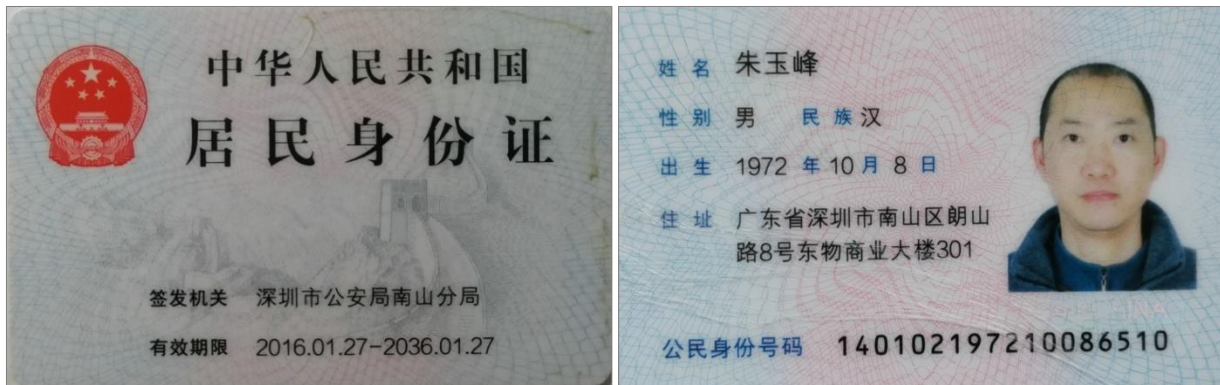 中华人民共和国
居民身份证
签发机关 深圳市公安局南山分局
有效期限 2016.01.27-2036.01.27
姓名 朱玉峰
性别 男 民族 汉
出生 1972 年 10 月 8 日
住址 广东省深圳市南山区朗山
路8号东物商业大楼301
公民身份号码 140102197210086510